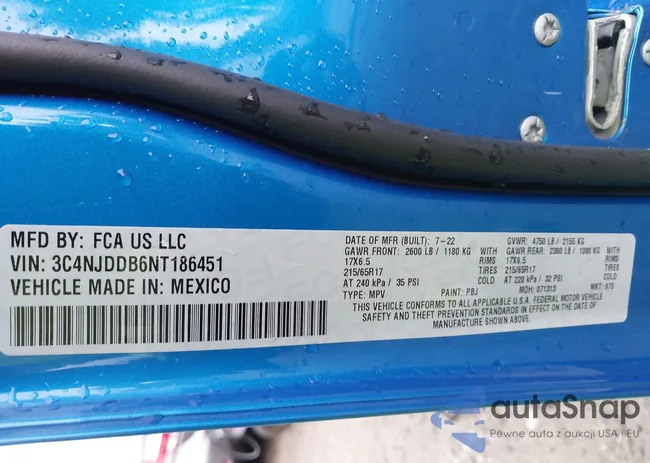 MFD BY: FCA US LLC
VIN: 3C4NJDDB6NT186451
VEHICLE MADE IN: MEXICO
DATE OF MFR (BUILT): 7-22 GVWR: 4750 LB / 2155 KG
GAWR FRONT: 2600 LB / 1180 KG GAWR REAR: 2380 LB / 1080 KG
17X6.5 RIMS 17X6.5
215/65R17 TIRES 215/65R17
AT 240 kPa / 35 PSI COLD AT 220 kPa / 32 PSI
TYPE: MPV PAINT: PBJ MDH: 071313 MKT: 875
THIS VEHICLE CONFORMS TO ALL APPLICABLE U.S.A. FEDERAL MOTOR VEHICLE
SAFETY AND THEFT PREVENTION STANDARDS IN EFFECT ON THE DATE OF
MANUFACTURE SHOWN ABOVE.
autoSnap
Pewne auta z aukcji USA i EU